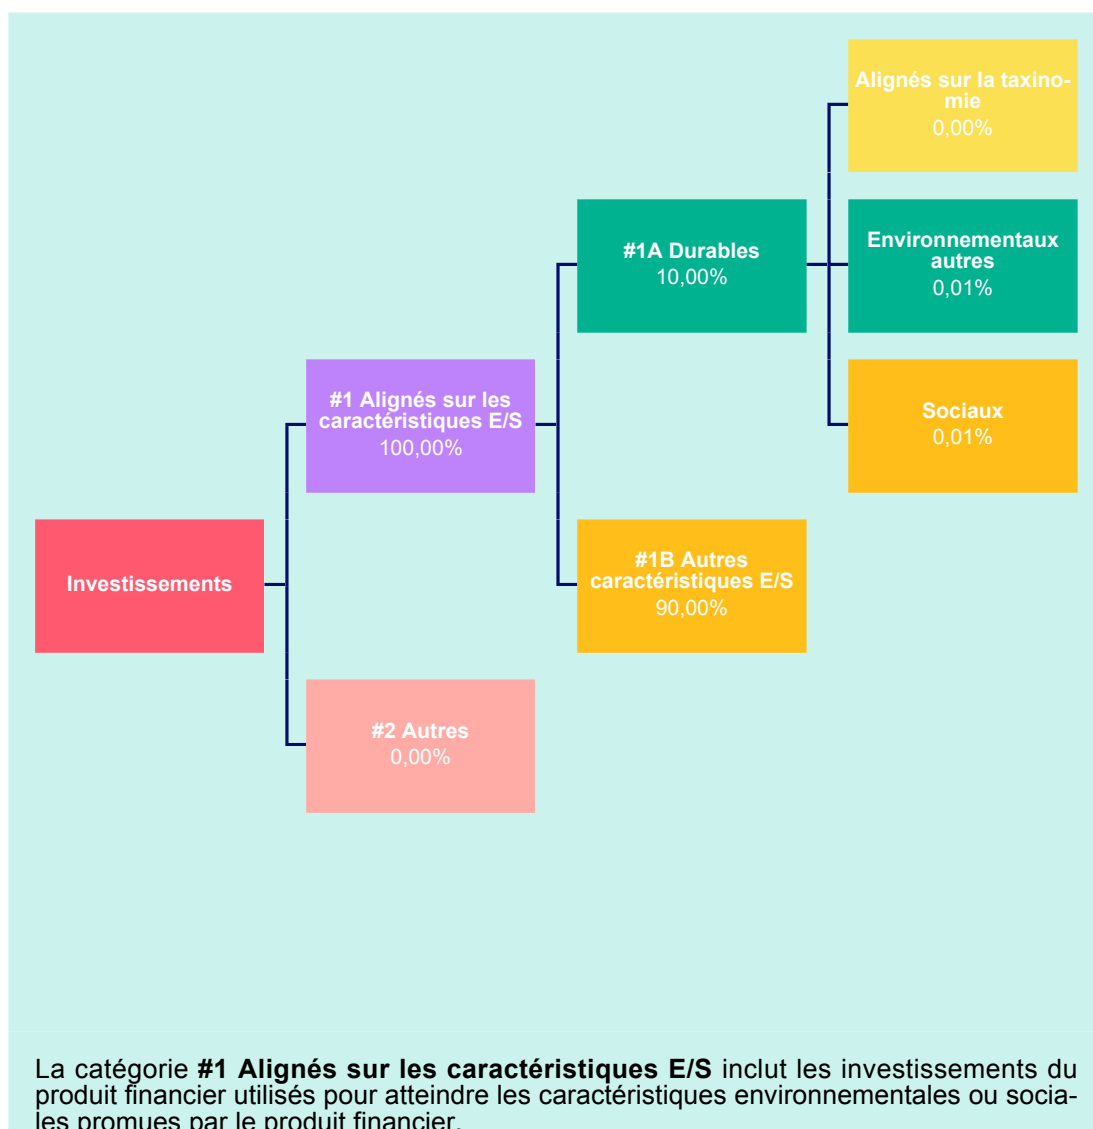 Alignés sur la taxino-
mie
0,00%
#1A Durables
10,00%
Environnementaux
autres
0,01%
#1 Alignés sur les
caractéristiques E/S
100,00%
Sociaux
0,01%
Investissements
#1B Autres
caractéristiques E/S
90,00%
#2 Autres
0,00%
La catégorie #1 Alignés sur les caractéristiques E/S inclut les investissements du
produit financier utilisés pour atteindre les caractéristiques environnementales ou socia-
les promues par le produit financier.